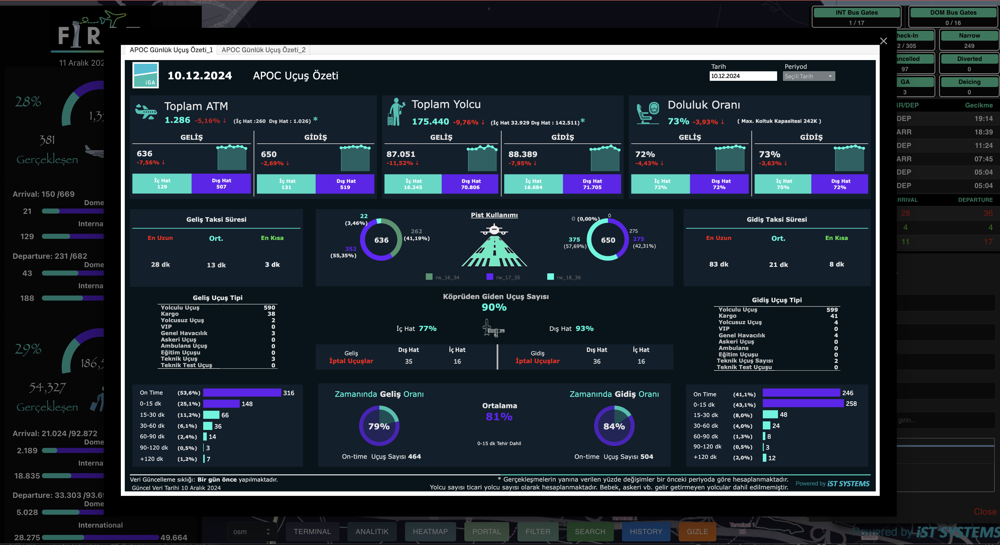 INT Bus Gates
1 / 17
DOM Bus Gates
0 / 16
Narrow
249
2 / 305
97
Diverted
0
GA
3
Deicing
0
11 Aralık
28%
381
Gerçekleşen
Arrival: 150 /669
21
129
Departure: 231 /682
43
188
29%
54,327
Gerçekleşen
Arrival: 21.024 /92.872
2.189
18.835
Departure: 33.303
5.028
International
28.275
49.664
APOC Günlük Uçuş Özeti_1
APOC Günlük Uçuş Özeti_2
iGA
10.12.2024
APOC Uçuş Özeti
Tarih
10.12.2024
Periyod
Seçili Tarih
Toplam ATM
1.286 -5,16% ↓ (İç Hat :260 Dış Hat : 1.026) *
GELİŞ
636
-7,56% ↓
İç Hat
129
Dış Hat
507
GİDİŞ
650
-2,69% ↓
İç Hat
131
Dış Hat
519
Toplam Yolcu
175.440 -9,76% ↓ (İç Hat 32.929 Dış Hat : 142.511)*
GELİŞ
87.051
-11,52% ↓
İç Hat
16.245
Dış Hat
70.806
GİDİŞ
88.389
-7,95% ↓
İç Hat
16.684
Dış Hat
71.705
Doluluk Oranı
73% -3,93% ↓ ( Max. Koltuk Kapasitesi 242K )
GELİŞ
72%
-4,43% ↓
İç Hat
72%
Dış Hat
72%
GİDİŞ
73%
-3,63% ↓
İç Hat
75%
Dış Hat
72%
Geliş Taksi Süresi
En Uzun Ort. En Kısa
28 dk 13 dk 3 dk
Pist Kullanımı
22
(3,46%)
262
(41,19%)
636
352
(55,35%)
0
0 (0,00%)
275
375
(57,69%)
650
275
(42,31%)
rw_16_34 rw_17_35 rw_18_36
Gidiş Taksi Süresi
En Uzun Ort. En Kısa
83 dk 21 dk 8 dk
Geliş Uçuş Tipi
Yolculu Uçuş 590
Kargo 38
Yolcusuz Uçuş 2
VIP 0
Genel Havacılık 3
Askeri Uçuş 0
Ambulans Uçuş 0
Eğitim Uçuşu 0
Teknik Uçuş 3
Teknik Test Uçuş 0
Köprüden Giden Uçuş Sayısı
90%
İç Hat 77%
Dış Hat 93%
Geliş
İptal Uçuşlar
Dış Hat İç Hat
35 16
Gidiş
İptal Uçuşlar
Dış Hat İç Hat
36 16
Gidiş Uçuş Tipi
Yolculu Uçuş 599
Kargo 41
Yolcusuz Uçuş 4
VIP 0
Genel Havacılık 4
Askeri Uçuş 0
Ambulans 0
Eğitim Uçuşu 0
Teknik Uçuş Sayısı 2
Teknik Test Uçuşu 0
On Time (53,6%) 316
0-15 dk (25,1%) 148
15-30 dk (11,2%) 66
30-60 dk (6,1%) 36
60-90 dk (2,4%) 14
90-120 dk (0,5%) 3
+120 dk (1,2%) 7
Zamanında Geliş Oranı
79%
On-time Uçuş Sayısı 464
Ortalama
81%
0-15 dk Tehir Dahil
Zamanında Gidiş Oranı
84%
On-time Uçuş Sayısı 504
On Time (41,1%) 246
0-15 dk (43,1%) 258
15-30 dk (8,0%) 48
30-60 dk (4,0%) 24
60-90 dk (1,3%) 8
90-120 dk (0,5%) 3
+120 dk (2,0%) 12
Veri Güncelleme sıklığı: Bir gün önce yapılmaktadır.
Güncel Veri Tarihi 10 Aralık 2024
* Gerçekleşmelerin yanına verilen yüzde değişimler bir önceki periyoda göre hesaplanmaktadır.
Yolcu sayısı ticari yolcu sayısı olarak hesaplanmaktadır. Bebek, askeri vb. gelir getirmeyen yolcular dahil edilmemiştir.
Powered by iST SYSTEMS
Gecikme
DEP 19:14
ARR 18:39
DEP 11:24
ARR 07:45
DEP 05:04
DEP 05:04
DEPARTURE
28 36
4 4
11 17
girin...
Close
osm
TERMINAL
ANALITIK
HEATMAP
PORTAL
FILTER
SEARCH
HISTORY
GIZLE
Terminal 2
Terminal 1
Powered by iST SYSTEMS